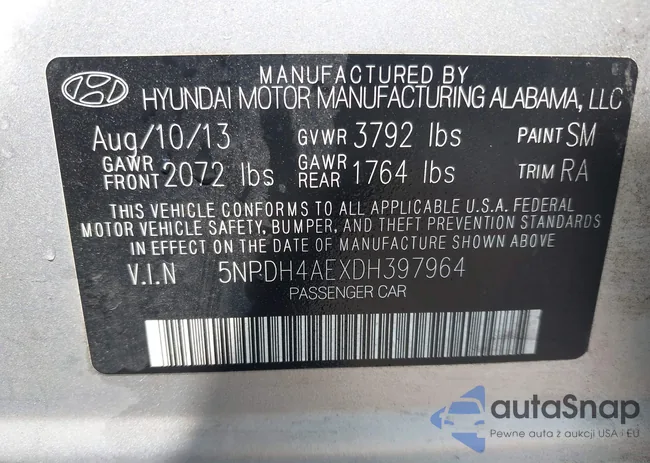 MANUFACTURED BY
HYUNDAI MOTOR MANUFACTURING ALABAMA, LLC
Aug/10/13 GVWR 3792 lbs PAINT SM
GAWR FRONT 2072 lbs GAWR REAR 1764 lbs TRIM RA
THIS VEHICLE CONFORMS TO ALL APPLICABLE U.S.A. FEDERAL
MOTOR VEHICLE SAFETY, BUMPER, AND THEFT PREVENTION STANDARDS
IN EFFECT ON THE DATE OF MANUFACTURE SHOWN ABOVE
V.I.N 5NPDH4AEXDH397964
PASSENGER CAR
autaSnap
Pewne auta z aukcji USA i EU